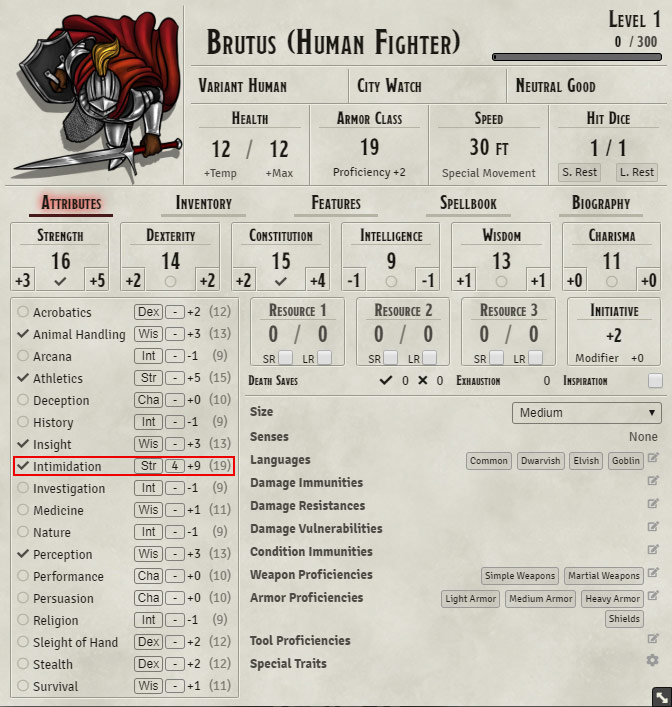 Level 1
Brutus (Human Fighter)
0 / 300
Variant Human City Watch Neutral Good
Health Armor Class Speed Hit Dice
12 / 12 19 30 ft 1 / 1
+Temp +Max Proficiency +2 Special Movement S. Rest L. Rest
Attributes Inventory Features Spellbook Biography
Strength Dexterity Constitution Intelligence Wisdom Charisma
16 14 15 9 13 11
+3 +5 +2 +2 +2 +4 -1 -1 +1 +1 +0 +0
Acrobatics Dex - +2 (12)
Animal Handling Wis - +3 (13)
Arcana Int - -1 (9)
Athletics Str - +5 (15)
Deception Cha - +0 (10)
History Int - -1 (9)
Insight Wis - +3 (13)
Intimidation Str 4 +9 (19)
Investigation Int - -1 (9)
Medicine Wis - +1 (11)
Nature Int - -1 (9)
Perception Wis - +3 (13)
Performance Cha - +0 (10)
Persuasion Cha - +0 (10)
Religion Int - -1 (9)
Sleight of Hand Dex - +2 (12)
Stealth Dex - +2 (12)
Survival Wis - +1 (11)
Resource 1 Resource 2 Resource 3 Initiative
0 / 0 0 / 0 0 / 0 +2
SR LR SR LR SR LR Modifier +0
Death Saves 0 0 Exhaustion 0 Inspiration
Size Medium
Senses None
Languages Common Dwarvish Elvish Goblin
Damage Immunities
Damage Resistances
Damage Vulnerabilities
Condition Immunities
Weapon Proficiencies Simple Weapons Martial Weapons
Armor Proficiencies Light Armor Medium Armor Heavy Armor
Shields
Tool Proficiencies
Special Traits